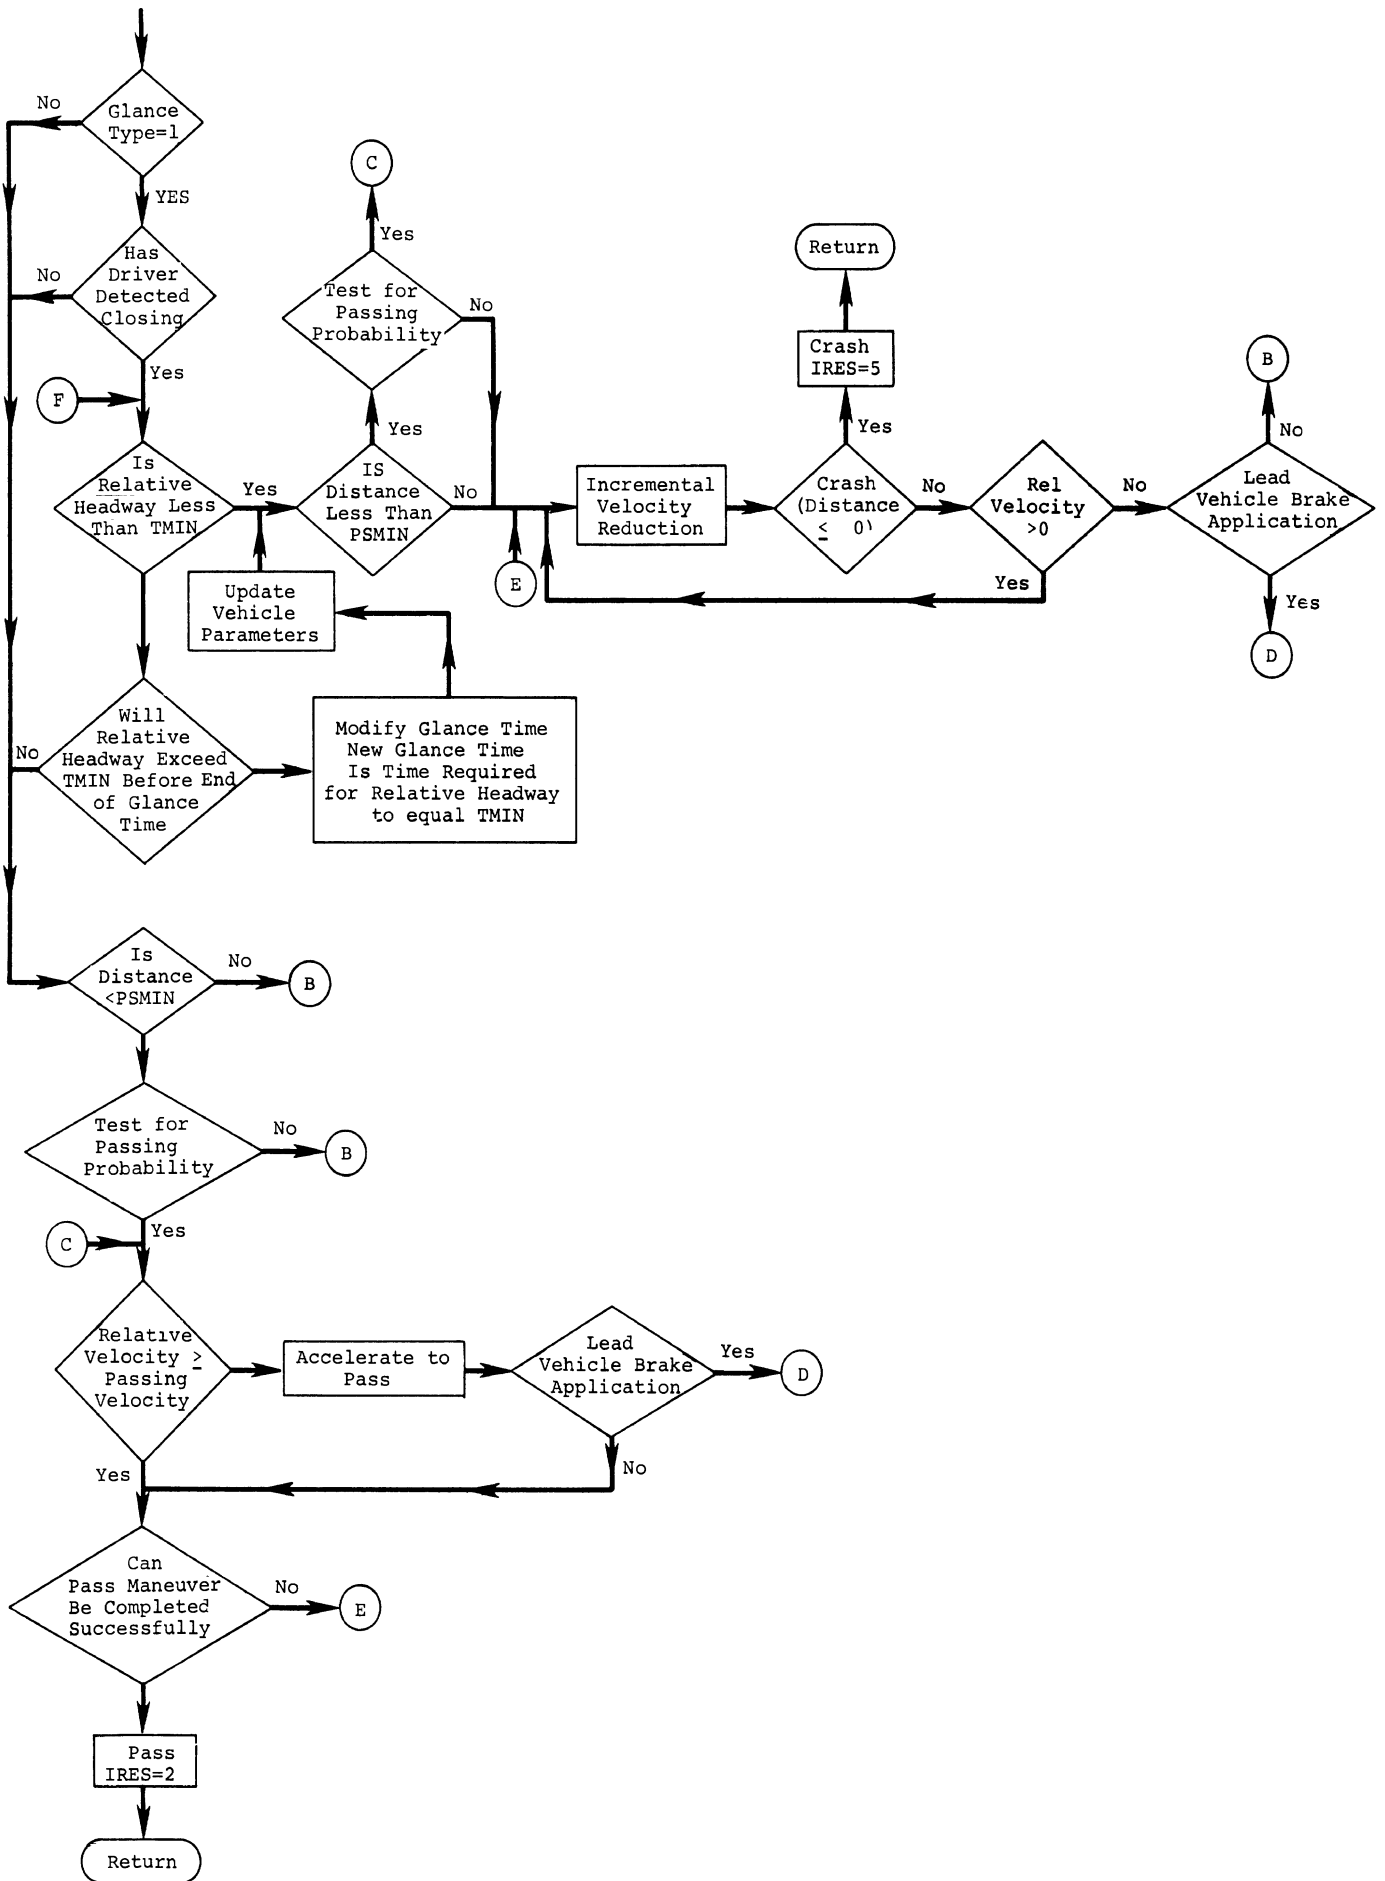 No
Glance
Type=1
YES
Has
Driver
Detected
Closing
No
Yes
F
Is
Relative
Headway Less
Than TMIN
Yes
C
Yes
Test for
Passing
Probability
No
Yes
IS
Distance
Less Than
PSMIN
No
E
Incremental
Velocity
Reduction
Return
Crash
IRES=5
Yes
Crash
(Distance
≤ 0)
No
Rel
Velocity
>0
No
Yes
B
No
Lead
Vehicle Brake
Application
Yes
D
Update
Vehicle
Parameters
Will
Relative
Headway Exceed
TMIN Before End
of Glance
Time
No
Modify Glance Time
New Glance Time
Is Time Required
for Relative Headway
to equal TMIN
Is
Distance
<PSMIN
No
B
Test for
Passing
Probability
No
B
Yes
C
Relative
Velocity ≥
Passing
Velocity
Accelerate to
Pass
Lead
Vehicle Brake
Application
Yes
D
No
Yes
Can
Pass Maneuver
Be Completed
Successfully
No
E
Pass
IRES=2
Return